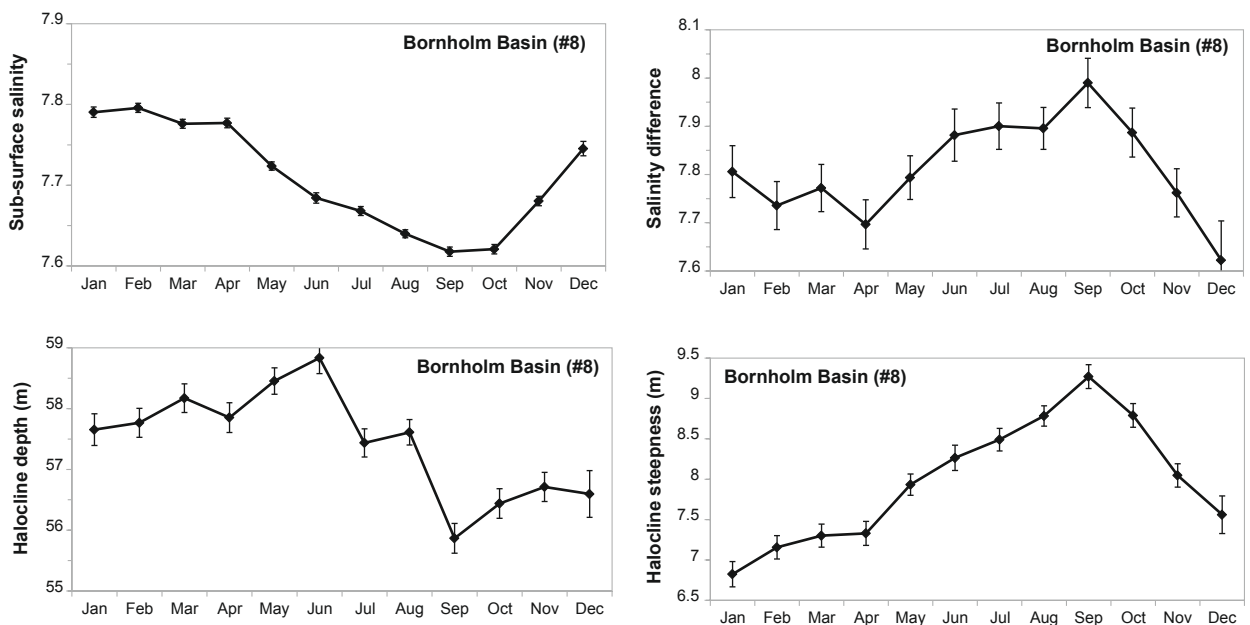 Sub-surface salinity
Bornholm Basin (#8)
7.9
7.8
7.7
7.6
Jan Feb Mar Apr May Jun Jul Aug Sep Oct Nov Dec
Salinity difference
Bornholm Basin (#8)
8.1
8
7.9
7.8
7.7
7.6
Jan Feb Mar Apr May Jun Jul Aug Sep Oct Nov Dec
Halocline depth (m)
Bornholm Basin (#8)
59
58
57
56
55
Jan Feb Mar Apr May Jun Jul Aug Sep Oct Nov Dec
Halocline steepness (m)
Bornholm Basin (#8)
9.5
9
8.5
8
7.5
7
6.5
Jan Feb Mar Apr May Jun Jul Aug Sep Oct Nov Dec